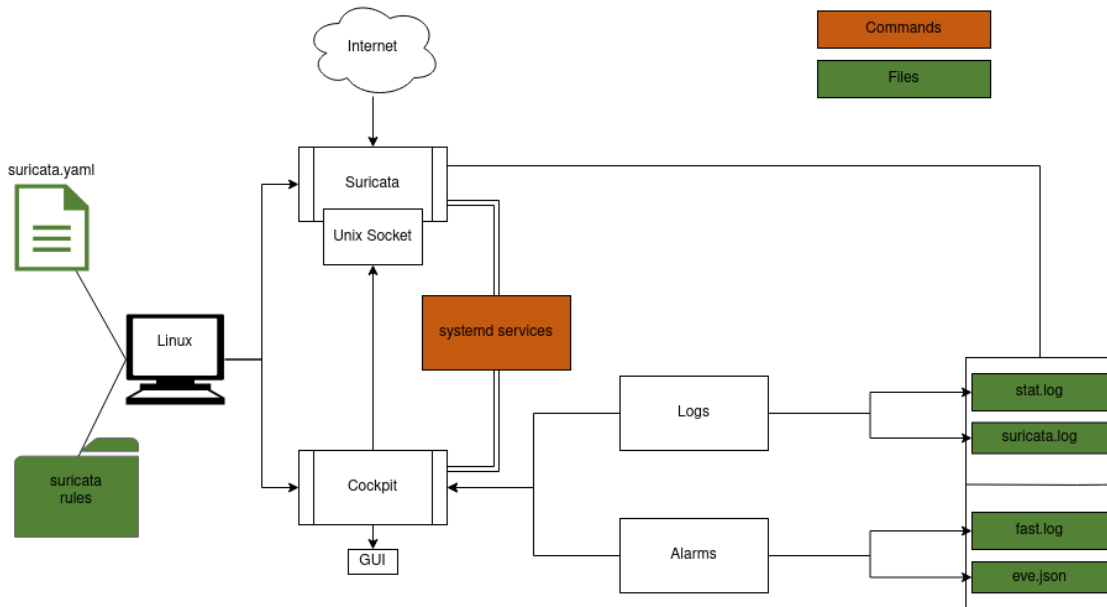 Internet
Commands
Files
suricata.yaml
Suricata
Unix Socket
systemd services
Linux
stat.log
Logs
suricata.log
suricata
rules
Cockpit
fast.log
Alarms
GUI
eve.json